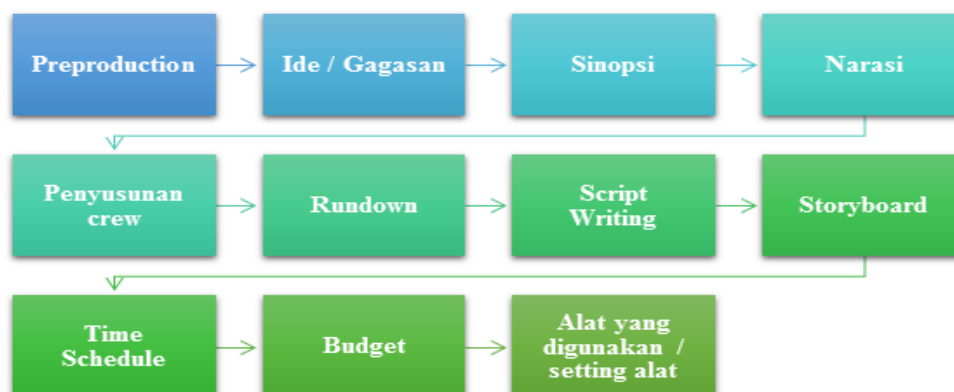 Preproduction
Ide / Gagasan
Sinopsi
Narasi
Penyusunan
crew
Rundown
Script
Writing
Storyboard
Time
Schedule
Budget
Alat yang
digunakan /
setting alat